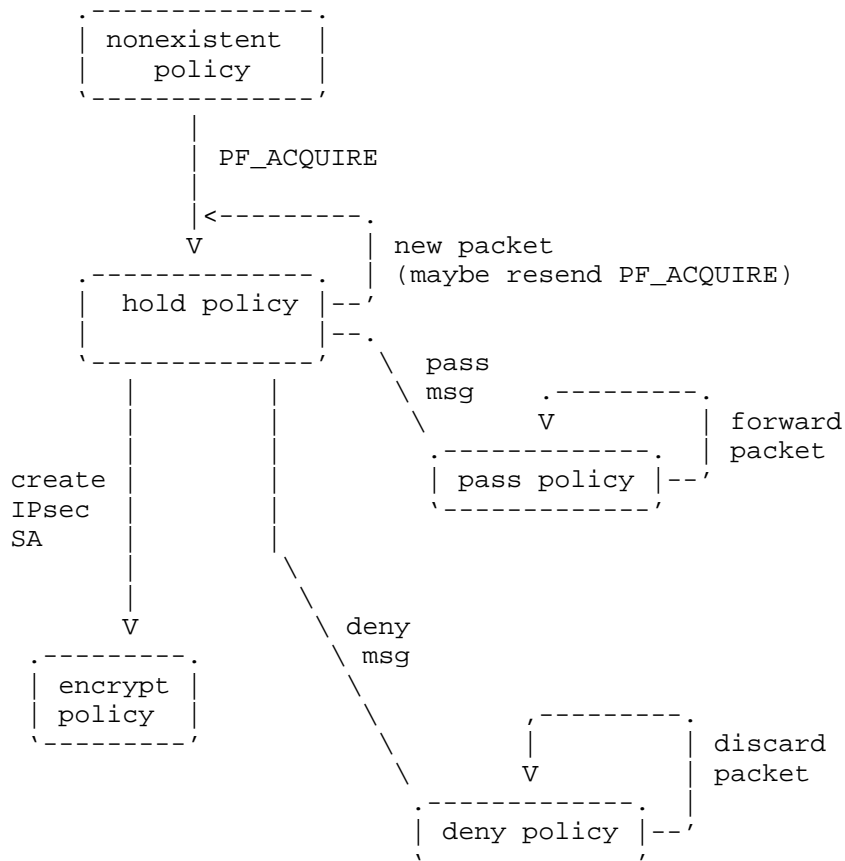 nonexistent
policy
PF_ACQUIRE
new packet
(maybe resend PF_ACQUIRE)
hold policy
pass
msg
forward
packet
pass policy
create
IPsec
SA
deny
msg
encrypt
policy
discard
packet
deny policy